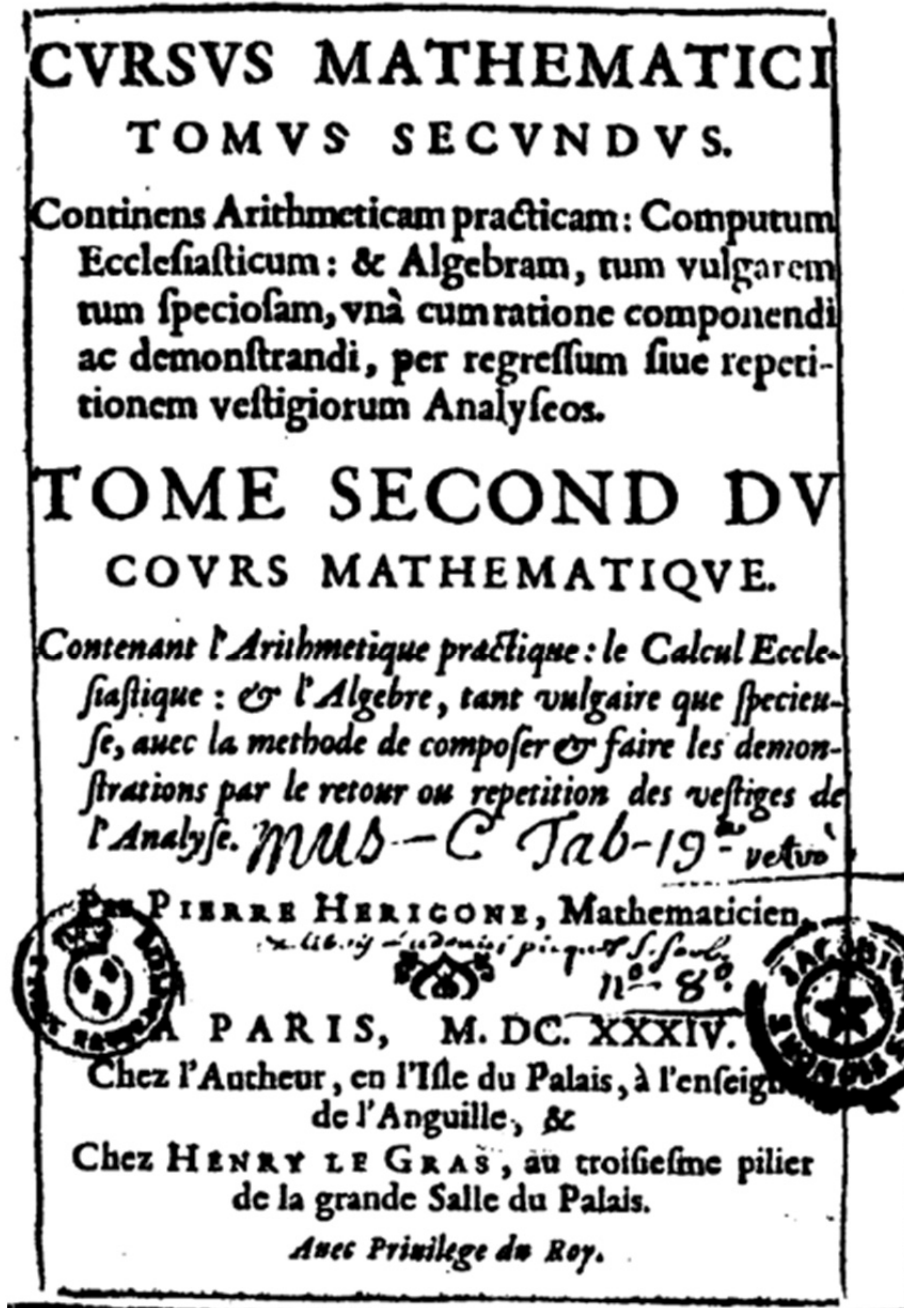 CVRSVS MATHEMATICI
TOMVS SECVNDVS.
Continens Arithmeticam practicam: Computum
Eccleſiaſticum: & Algebram, tum vulgarem
tum ſpecioſam, vnà cum ratione componendi
ac demonſtrandi, per regreſſum ſiue repeti-
tionem veſtigiorum Analyſeos.
TOME SECOND DV
COVRS MATHEMATIQVE.
Contenant l'Arithmetique practique: le Calcul Eccle-
ſiaſtique: & l'Algebre, tant vulgaire que ſpecieu-
ſe, auec la methode de compoſer & faire les demon-
ſtrations par le retour ou repetition des veſtiges de
l'Analyſe. mus-C Tab-19
Par PIERRE HERIGONE, Mathematicien.
ex libris
nº 8º
A PARIS, M. DC. XXXIV.
Chez l'Autheur, en l'Iſle du Palais, à l'enſeigne
de l'Anguille, &
Chez HENRY LE GRAS, au troiſieſme pilier
de la grande Salle du Palais.
Auec Priuilege du Roy.